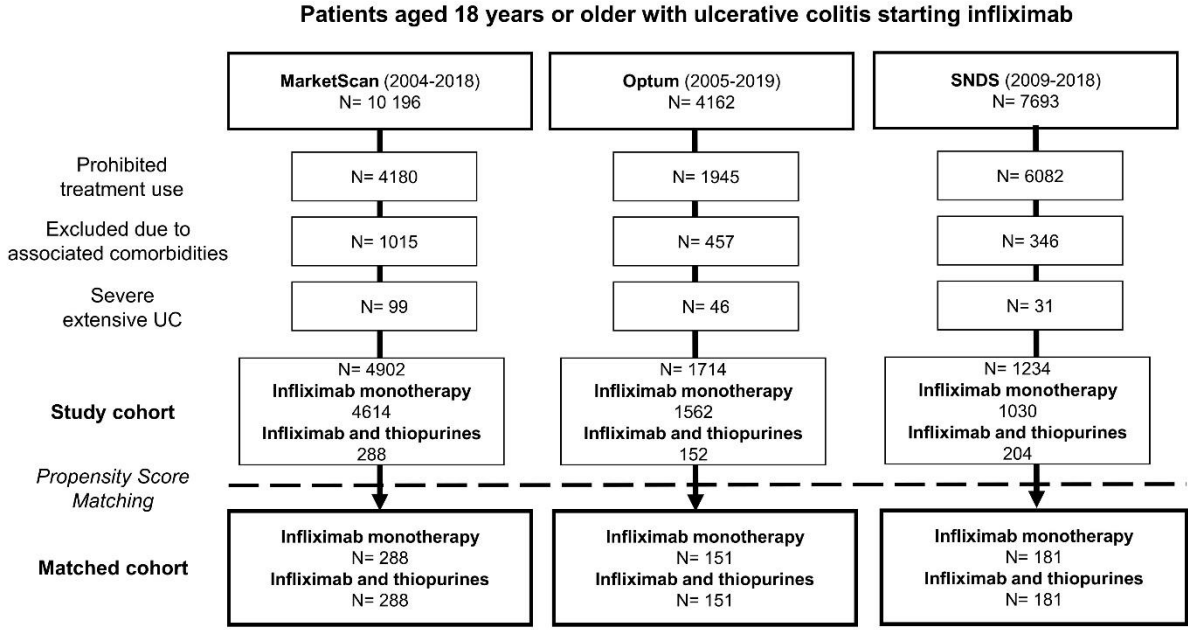 Patients aged 18 years or older with ulcerative colitis starting infliximab
MarketScan (2004-2018)
N= 10 196
Optum (2005-2019)
N= 4162
SNDS (2009-2018)
N= 7693
Prohibited
treatment use
N= 4180
N= 1945
N= 6082
Excluded due to
associated comorbidities
N= 1015
N= 457
N= 346
Severe
extensive UC
N= 99
N= 46
N= 31
Study cohort
N= 4902
Infliximab monotherapy
4614
Infliximab and thiopurines
288
N= 1714
Infliximab monotherapy
1562
Infliximab and thiopurines
152
N= 1234
Infliximab monotherapy
1030
Infliximab and thiopurines
204
Propensity Score
Matching
Matched cohort
Infliximab monotherapy
N= 288
Infliximab and thiopurines
N= 288
Infliximab monotherapy
N= 151
Infliximab and thiopurines
N= 151
Infliximab monotherapy
N= 181
Infliximab and thiopurines
N= 181